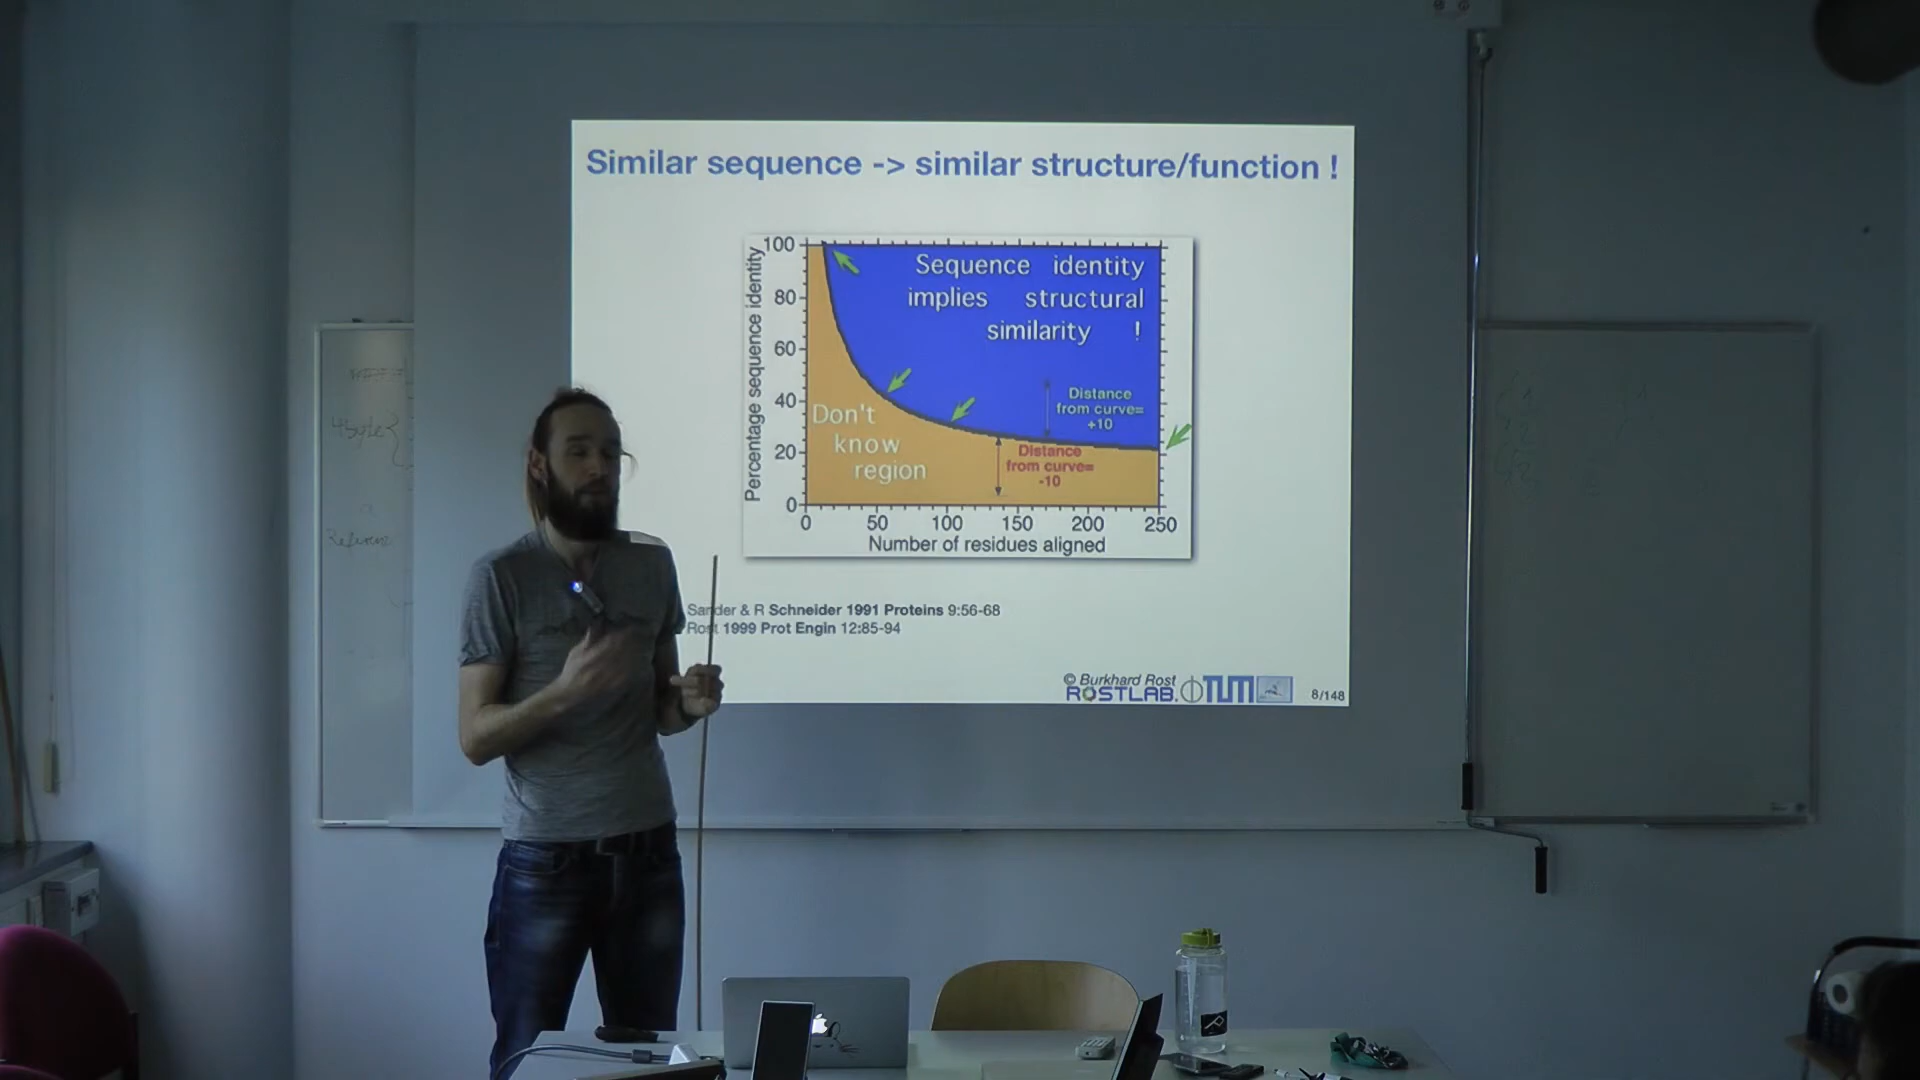 Similar sequence -> similar structure/function !
Percentage sequence identity
100
80
60
40
20
0
Sequence identity
implies structural
similarity !
Distance
from curve=
+10
Don't
know
region
Distance
from curve=
-10
0 50 100 150 200 250
Number of residues aligned
Sander & R Schneider 1991 Proteins 9:56-68
Rost 1999 Prot Engin 12:85-94
© Burkhard Rost
ROSTLAB TUM
8/148